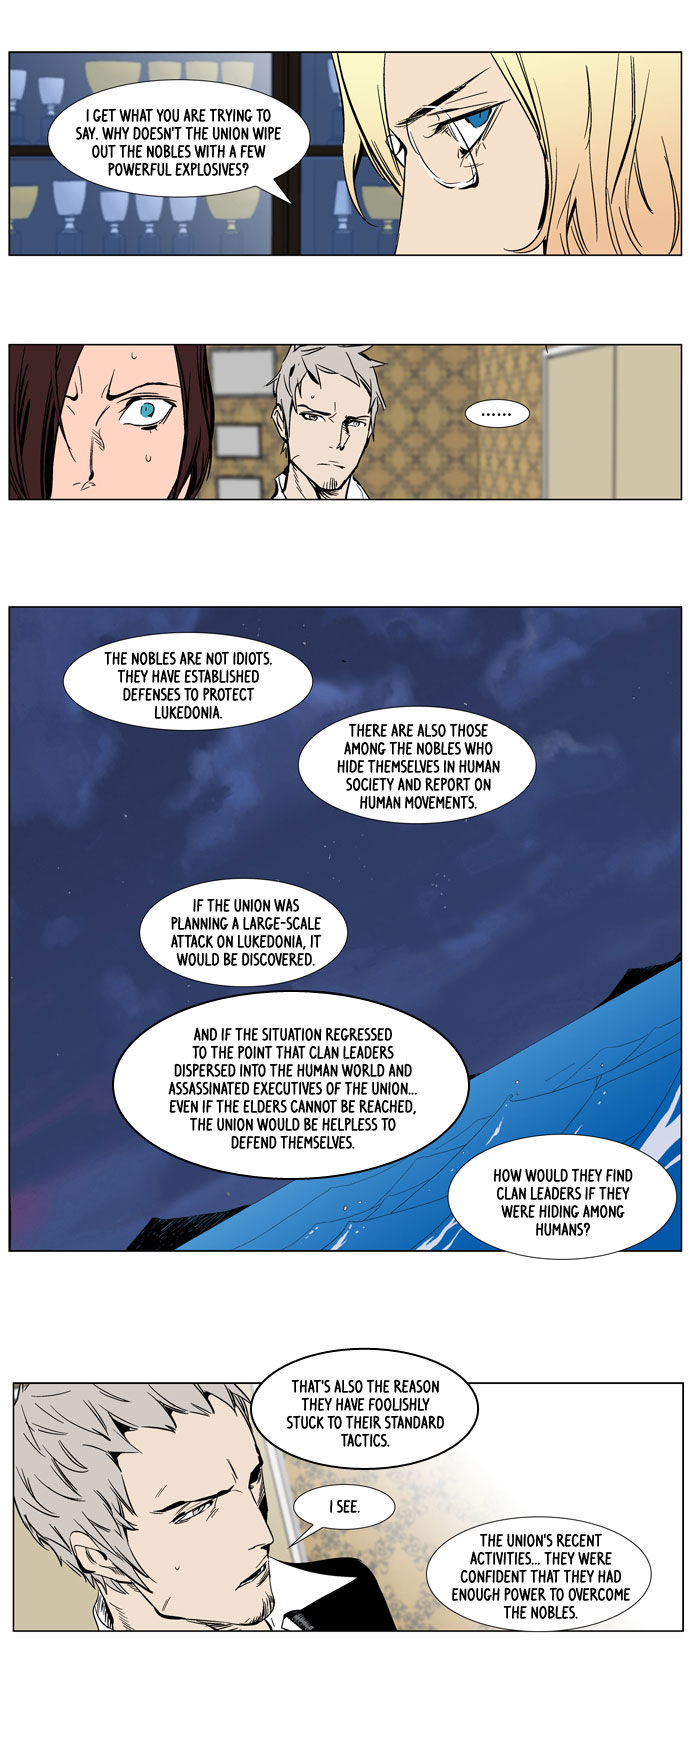 I GET WHAT YOU ARE TRYING TO
SAY. WHY DOESN'T THE UNION WIPE
OUT THE NOBLES WITH A FEW
POWERFUL EXPLOSIVES?
......
THE NOBLES ARE NOT IDIOTS.
THEY HAVE ESTABLISHED
DEFENSES TO PROTECT
LUKEDONIA.
THERE ARE ALSO THOSE
AMONG THE NOBLES WHO
HIDE THEMSELVES IN HUMAN
SOCIETY AND REPORT ON
HUMAN MOVEMENTS.
IF THE UNION WAS
PLANNING A LARGE-SCALE
ATTACK ON LUKEDONIA, IT
WOULD BE DISCOVERED.
AND IF THE SITUATION REGRESSED
TO THE POINT THAT CLAN LEADERS
DISPERSED INTO THE HUMAN WORLD AND
ASSASSINATED EXECUTIVES OF THE UNION...
EVEN IF THE ELDERS CANNOT BE REACHED,
THE UNION WOULD BE HELPLESS TO
DEFEND THEMSELVES.
HOW WOULD THEY FIND
CLAN LEADERS IF THEY
WERE HIDING AMONG
HUMANS?
THAT'S ALSO THE REASON
THEY HAVE FOOLISHLY
STUCK TO THEIR STANDARD
TACTICS.
I SEE.
THE UNION'S RECENT
ACTIVITIES... THEY WERE
CONFIDENT THAT THEY HAD
ENOUGH POWER TO OVERCOME
THE NOBLES.